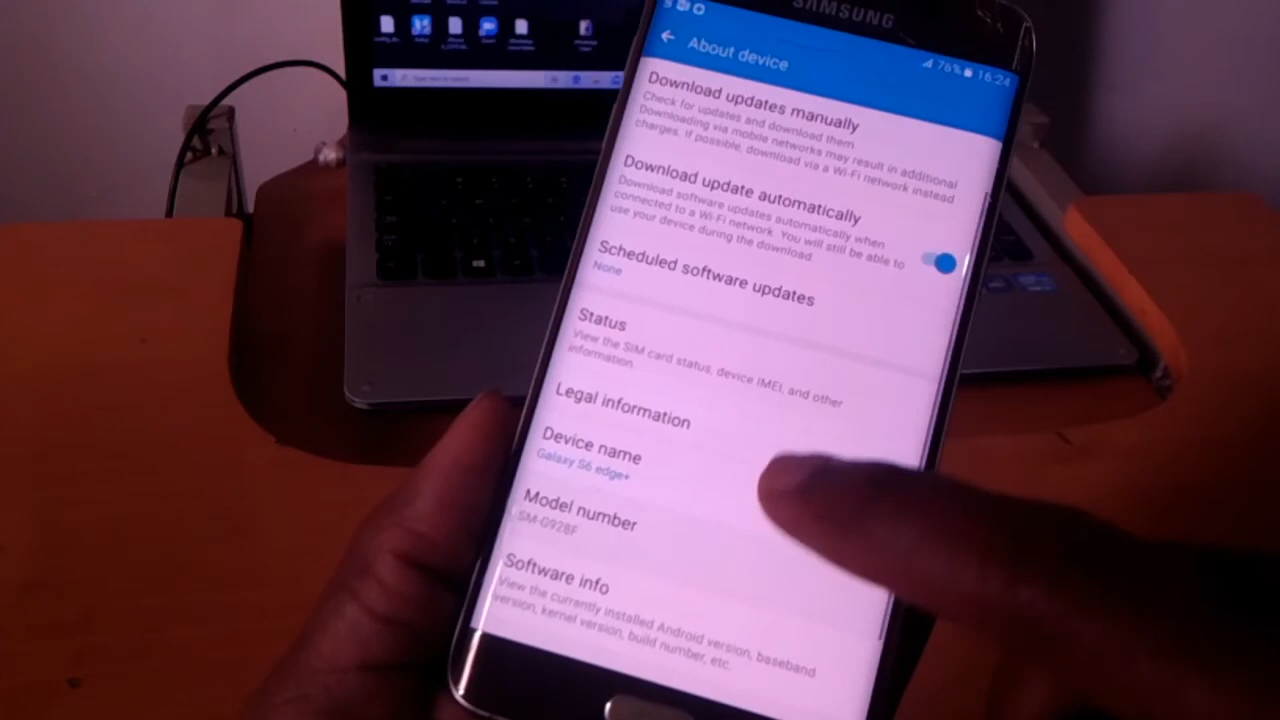 SAMSUNG
76% 16:24
About device
Download updates manually
Check for updates and download them
Downloading via mobile networks may result in additional
charges. If possible, download via a Wi-Fi network instead
Download update automatically
Download software updates automatically when
connected to a Wi-Fi network. You will still be able to
use your device during the download
Scheduled software updates
None
Status
View the SIM card status, device IMEI, and other
information
Legal information
Device name
Galaxy S6 edge+
Model number
SM-G928F
Software info
View the currently installed Android version, baseband
version, kernel version, build number, etc.
Type here to search